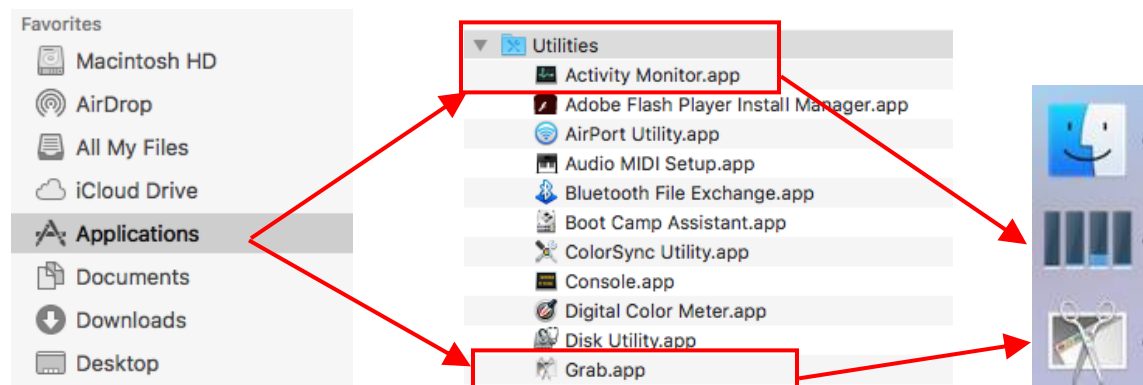 Favorites
Macintosh HD
AirDrop
All My Files
iCloud Drive
Applications
Documents
Downloads
Desktop
Utilities
Activity Monitor.app
Adobe Flash Player Install Manager.app
AirPort Utility.app
Audio MIDI Setup.app
Bluetooth File Exchange.app
Boot Camp Assistant.app
ColorSync Utility.app
Console.app
Digital Color Meter.app
Disk Utility.app
Grab.app